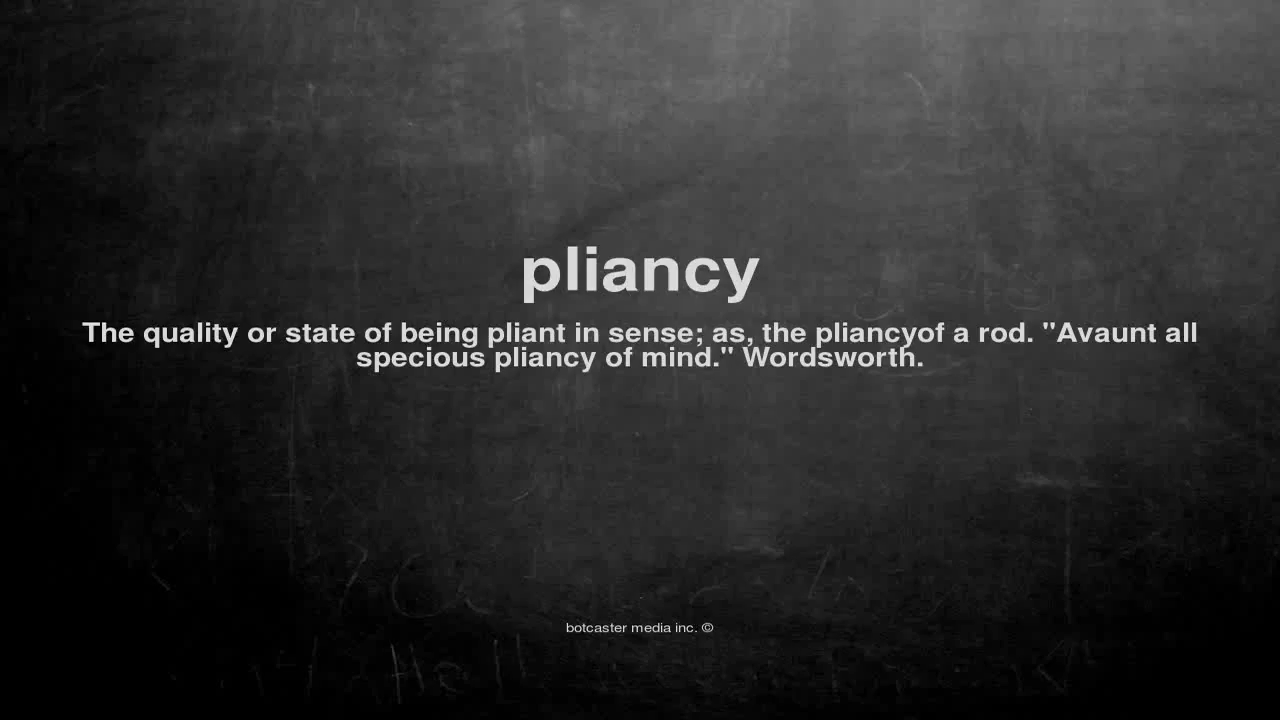 pliancy
The quality or state of being pliant in sense; as, the pliancyof a rod. "Avaunt all
specious pliancy of mind." Wordsworth.
botcaster media inc. ©